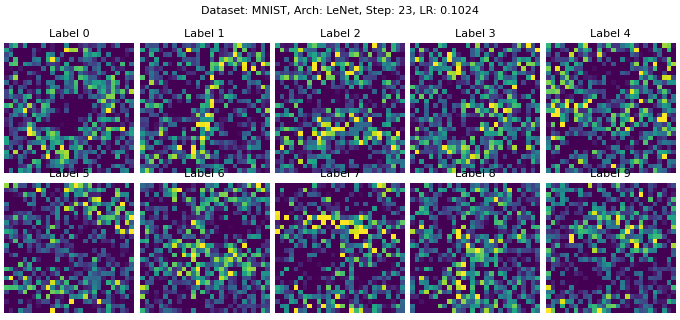 Dataset: MNIST, Arch: LeNet, Step: 23, LR: 0.1024
Label 0 Label 1 Label 2 Label 3 Label 4
Label 5 Label 6 Label 7 Label 8 Label 9